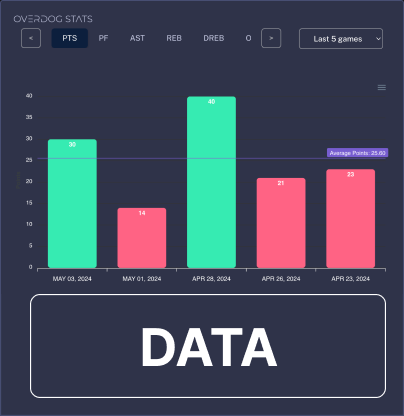 OVERDOG STATS
< PTS PF AST REB DREB O > Last 5 games
40
35
30
25
20
15
10
5
0
30 14 40 21 23
Average Points: 25.60
MAY 03, 2024 MAY 01, 2024 APR 28, 2024 APR 26, 2024 APR 23, 2024
DATA